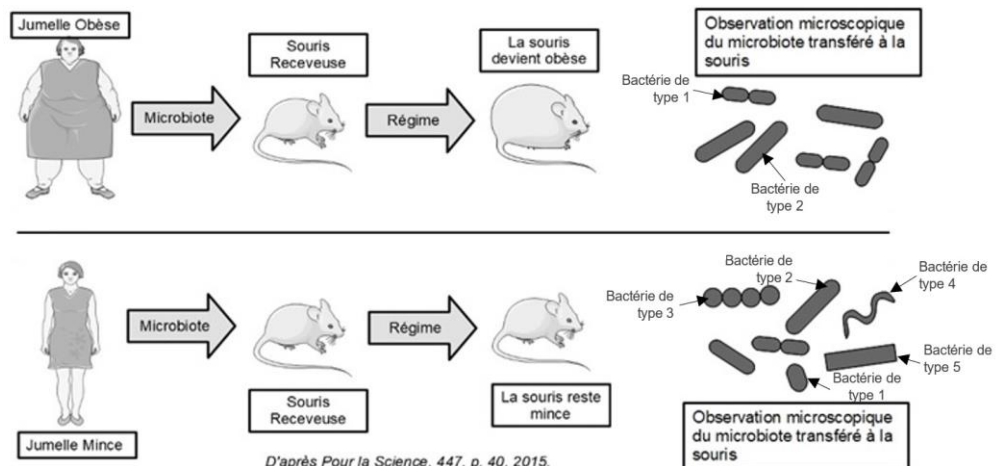 Jumelle Obèse
Microbiote
Souris
Receveuse
Régime
La souris
devient obèse
Observation microscopique
du microbiote transféré à la
souris
Bactérie de
type 1
Bactérie de
type 2
Jumelle Mince
Microbiote
Souris
Receveuse
Régime
La souris reste
mince
Bactérie de
type 3
Bactérie de
type 2
Bactérie de
type 4
Bactérie de
type 5
Bactérie de
type 1
Observation microscopique
du microbiote transféré à la
souris
D'après Pour la Science, 447, p. 40, 2015.